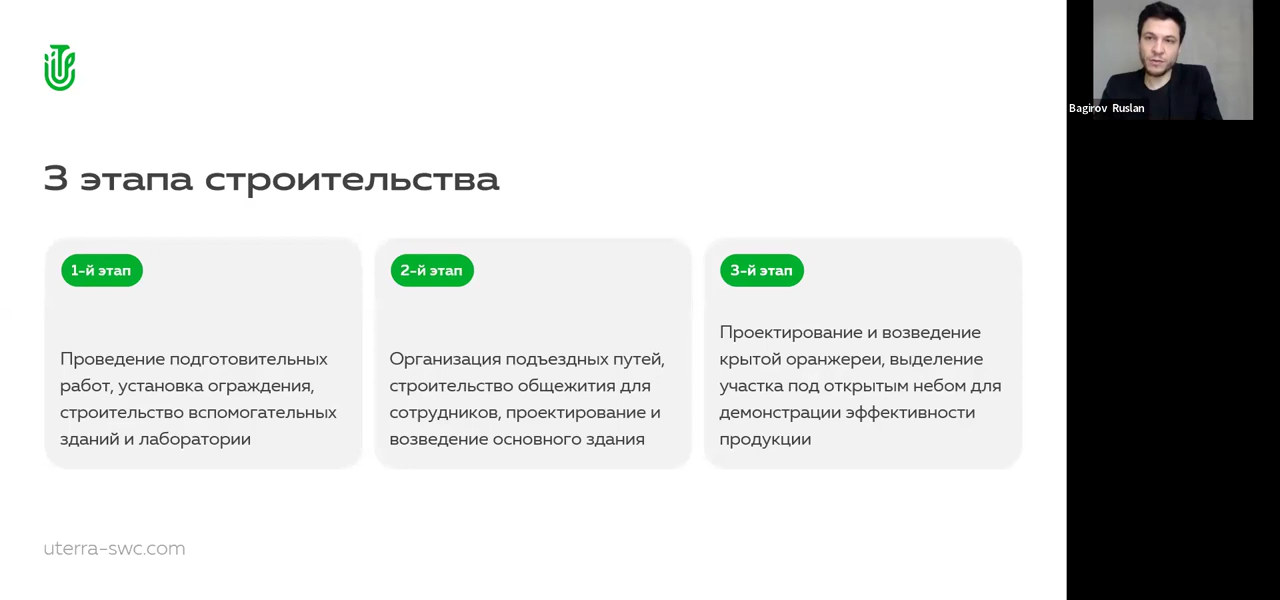 3 этапа строительства
1-й этап
Проведение подготовительных
работ, установка ограждения,
строительство вспомогательных
зданий и лаборатории
2-й этап
Организация подъездных путей,
строительство общежития для
сотрудников, проектирование и
возведение основного здания
3-й этап
Проектирование и возведение
крытой оранжереи, выделение
участка под открытым небом для
демонстрации эффективности
продукции
uterra-swc.com
Bagirov Ruslan